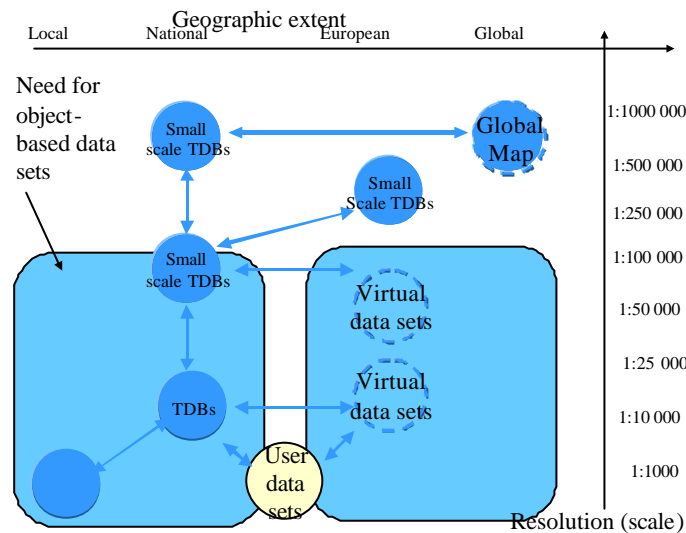 Geographic extent
Local
National
European
Global
Need for
object-
based data
sets
Small
scale TDBs
Global
Map
Small
Scale TDBs
Small
scale TDBs
Virtual
data sets
TDBs
Virtual
data sets
User
data
sets
1:1000 000
1:500 000
1:250 000
1:100 000
1:50 000
1:25 000
1:10 000
1:1000
Resolution (scale)